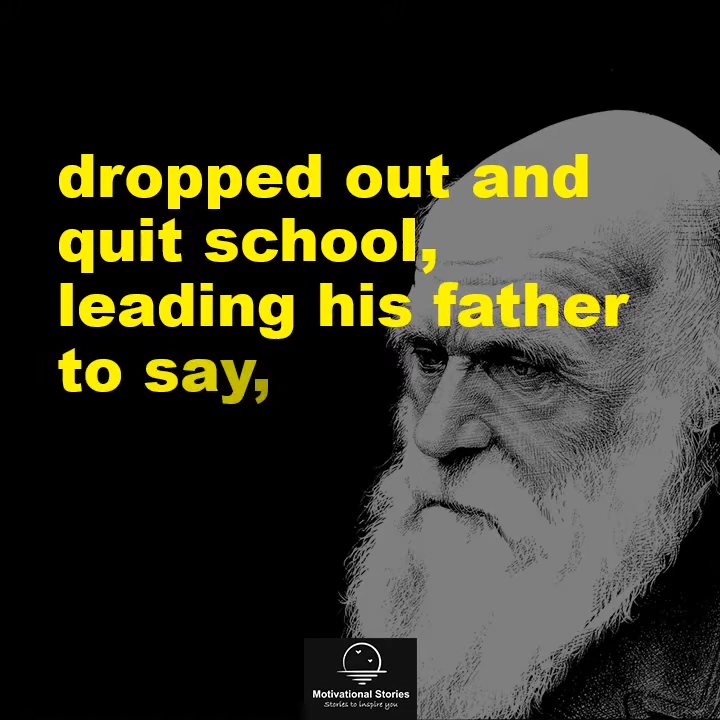 dropped out and
quit school,
leading his father
to say,
Motivational Stories
Stories to inspire you